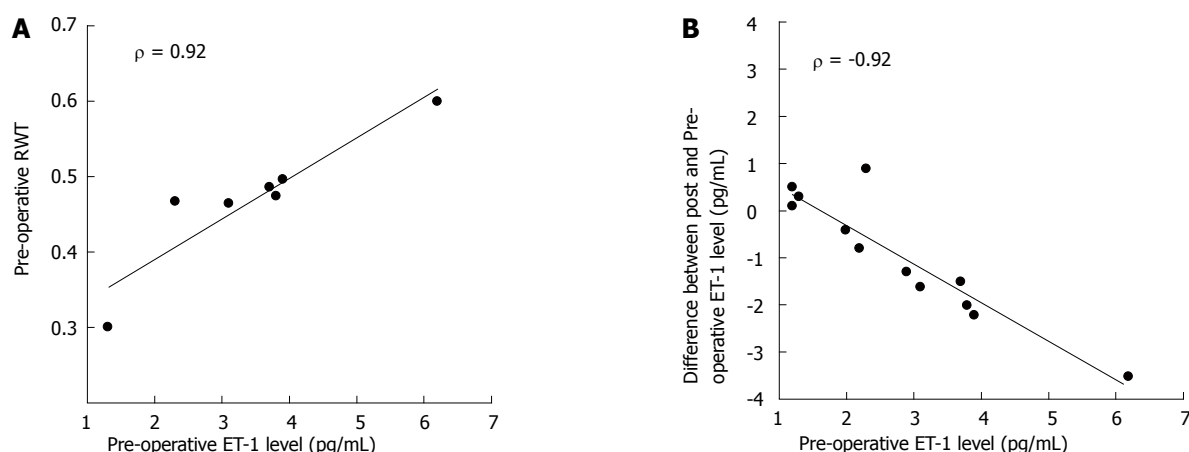 A
ρ = 0.92
Pre-operative RWT
0.7
0.6
0.5
0.4
0.3
1 2 3 4 5 6 7
Pre-operative ET-1 level (pg/mL)
B
ρ = -0.92
Difference between post and Pre-
operative ET-1 level (pg/mL)
4
3
2
1
0
-1
-2
-3
-4
1 2 3 4 5 6 7
Pre-operative ET-1 level (pg/mL)